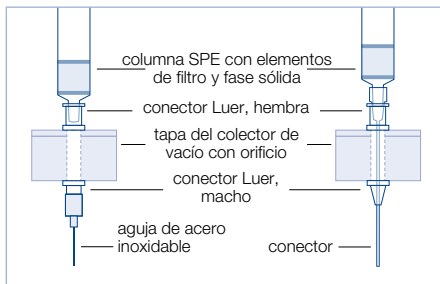 columna SPE con elementos
de filtro y fase sólida
conector Luer, hembra
tapa del colector de
vacío con orificio
conector Luer,
macho
aguja de acero
inoxidable
conector